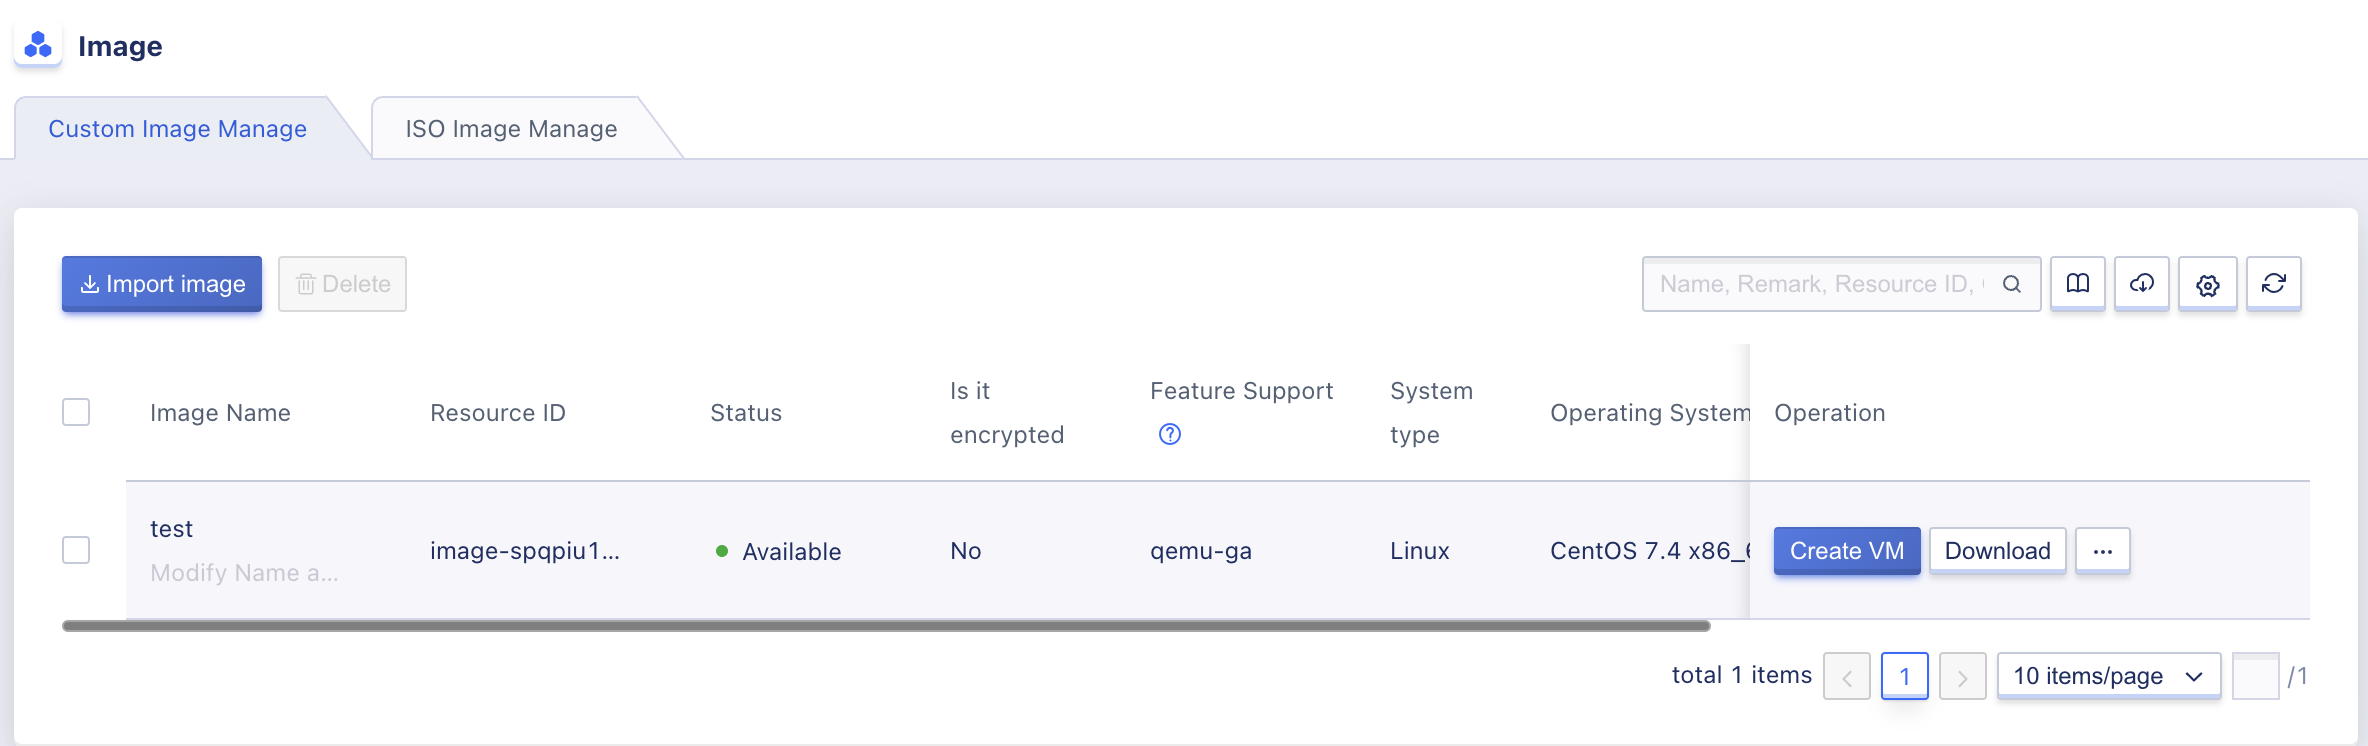 Image
Custom Image Manage
ISO Image Manage
Import image
Delete
Name, Remark, Resource ID,
Image Name
Resource ID
Status
Is it
encrypted
Feature Support
?
System
type
Operating System
Operation
test
Modify Name a...
image-spqpiu1...
Available
No
qemu-ga
Linux
CentOS 7.4 x86_6
Create VM
Download
...
total 1 items
1
10 items/page
/1